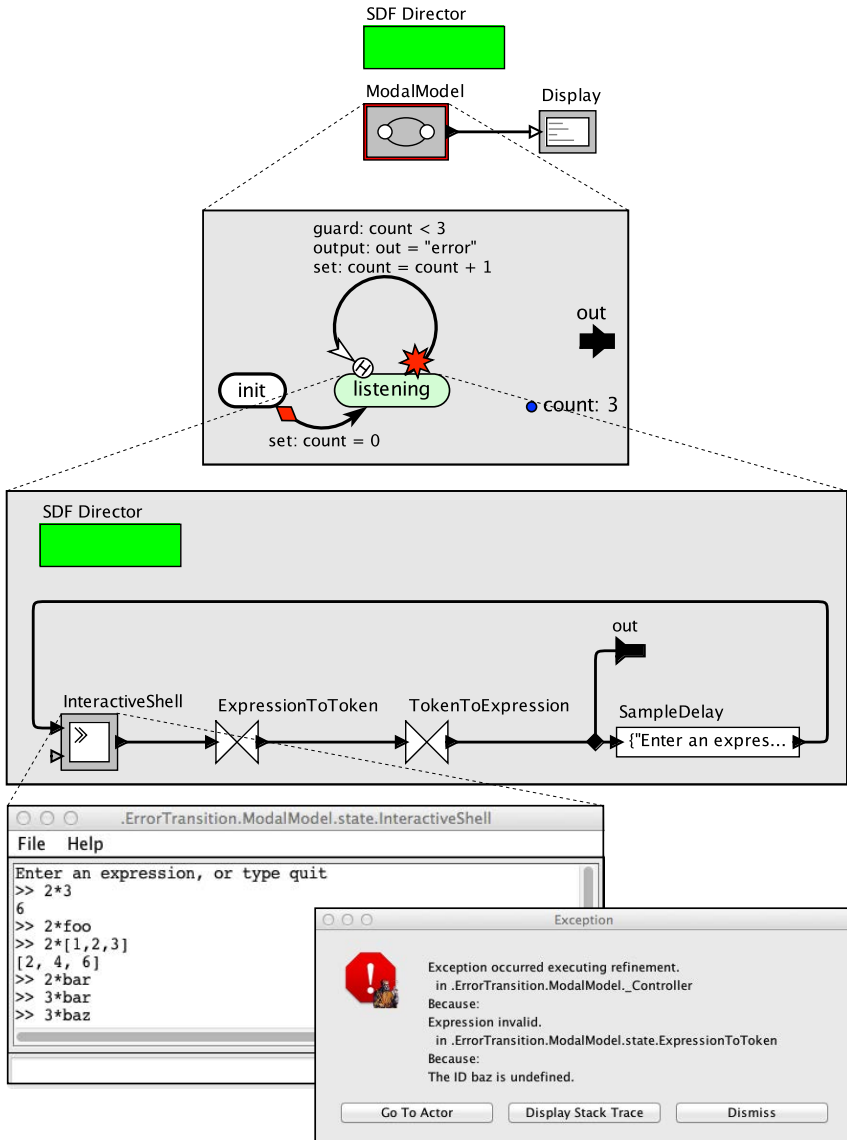 SDF Director
ModalModel
Display
guard: count < 3
output: out = "error"
set: count = count + 1
out
init
listening
H
count: 3
set: count = 0
SDF Director
out
InteractiveShell
ExpressionToToken
TokenToExpression
SampleDelay
{"Enter an expres...
.ErrorTransition.ModalModel.state.InteractiveShell
File Help
Enter an expression, or type quit
>> 2*3
6
>> 2*foo
>> 2*[1,2,3]
[2, 4, 6]
>> 2*bar
>> 3*bar
>> 3*baz
Exception
Exception occurred executing refinement.
in .ErrorTransition.ModalModel._Controller
Because:
Expression invalid.
in .ErrorTransition.ModalModel.state.ExpressionToToken
Because:
The ID baz is undefined.
Go To Actor
Display Stack Trace
Dismiss